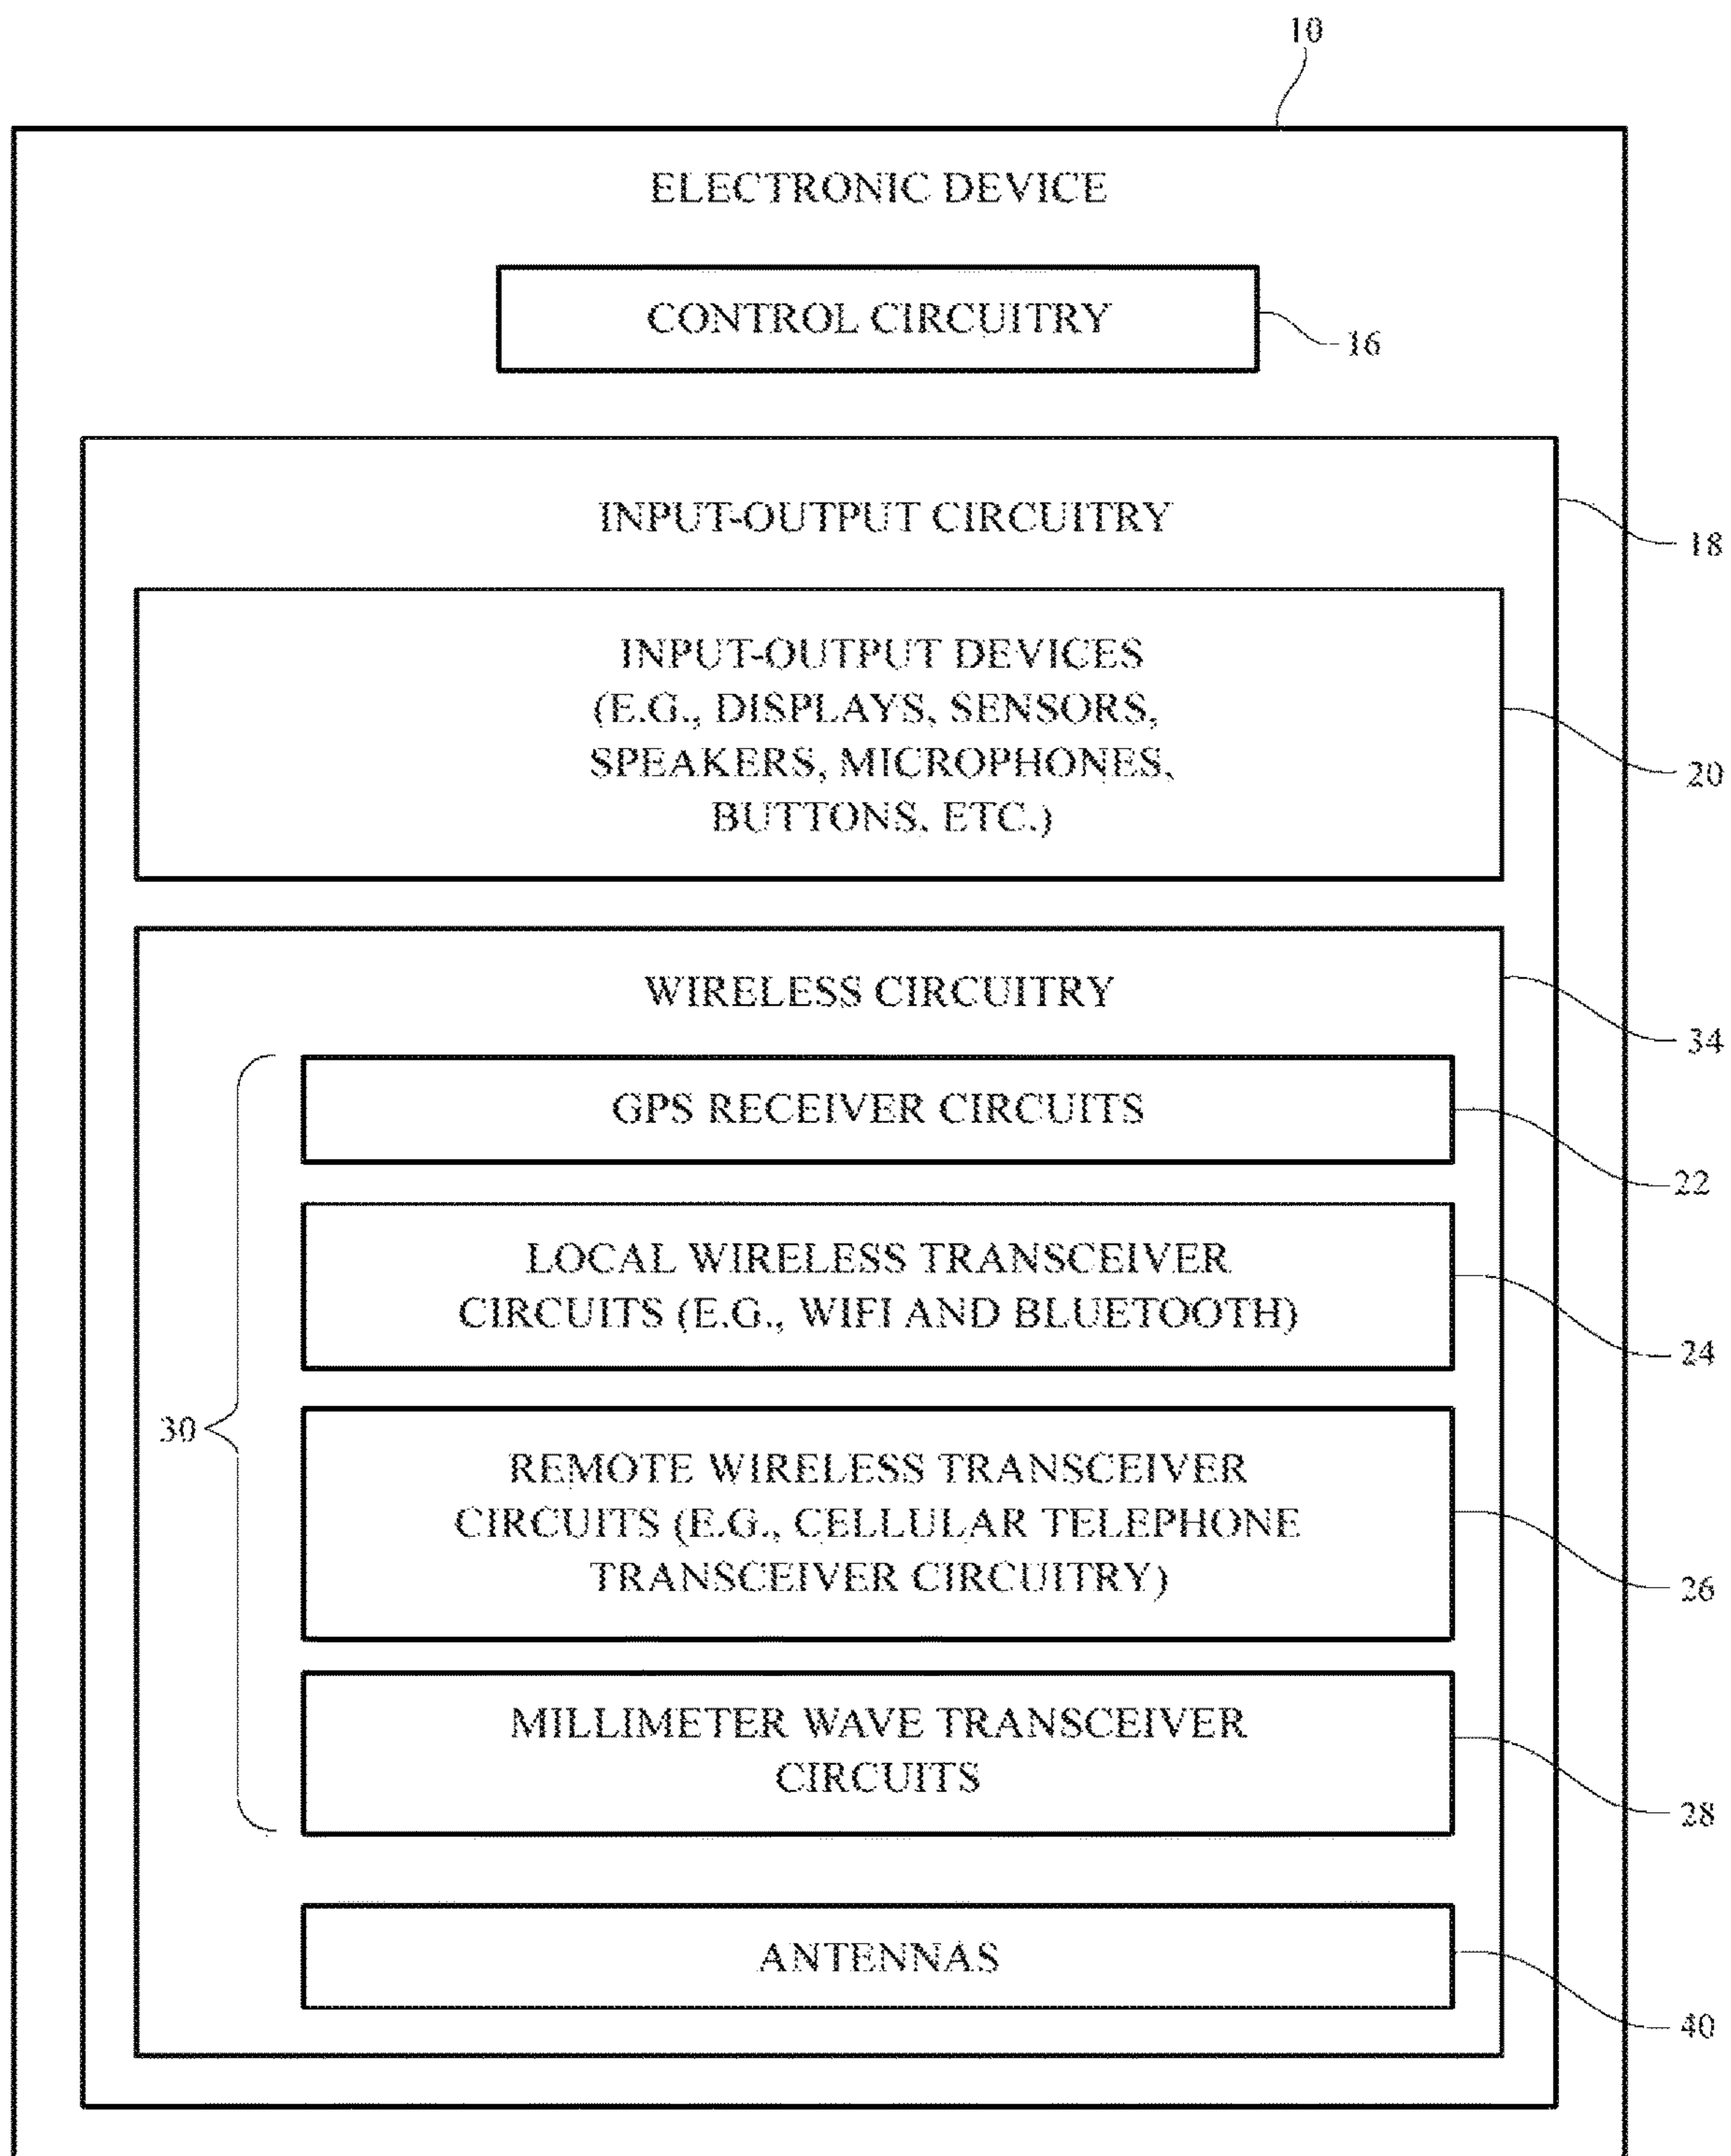 10
ELECTRONIC DEVICE
CONTROL CIRCUITRY
16
INPUT-OUTPUT CIRCUITRY
18
INPUT-OUTPUT DEVICES
(E.G., DISPLAYS, SENSORS,
SPEAKERS, MICROPHONES,
BUTTONS, ETC.)
20
WIRELESS CIRCUITRY
34
GPS RECEIVER CIRCUITS
22
LOCAL WIRELESS TRANSCEIVER
CIRCUITS (E.G., WIFI AND BLUETOOTH)
24
30
REMOTE WIRELESS TRANSCEIVER
CIRCUITS (E.G., CELLULAR TELEPHONE
TRANSCEIVER CIRCUITRY)
26
MILLIMETER WAVE TRANSCEIVER
CIRCUITS
28
ANTENNAS
40